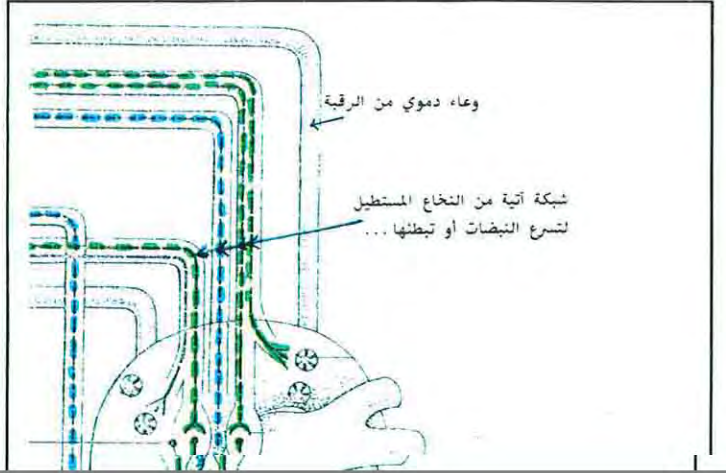 وعاء دموي من الرقبة
شبكة آتية من النخاع المستطيل
لتسرع النبضات أو تبطئها...